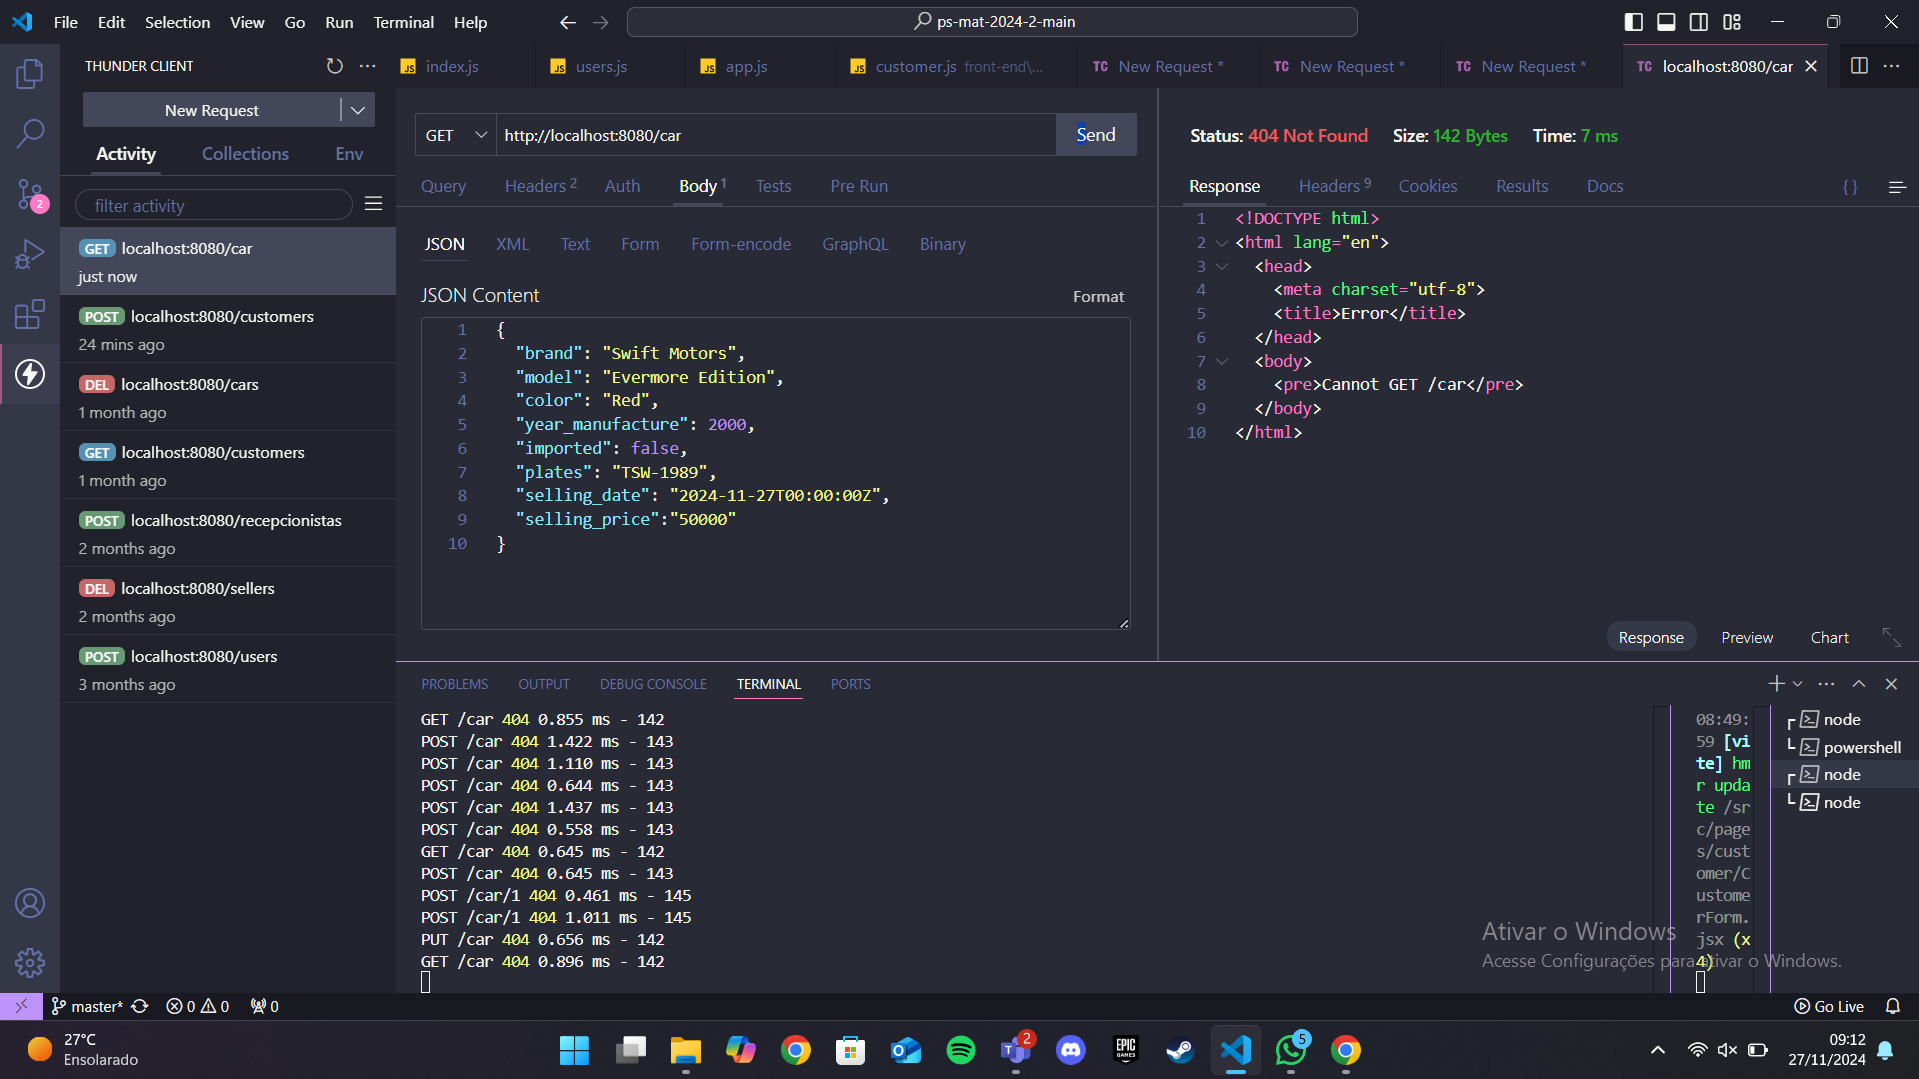 File Edit Selection View Go Run Terminal Help
ps-mat-2024-2-main
THUNDER CLIENT
New Request
Activity Collections Env
filter activity
GET localhost:8080/car
just now
POST localhost:8080/customers
24 mins ago
DEL localhost:8080/cars
1 month ago
GET localhost:8080/customers
1 month ago
POST localhost:8080/recepcionistas
2 months ago
DEL localhost:8080/sellers
2 months ago
POST localhost:8080/users
3 months ago
2
JS index.js JS users.js JS app.js JS customer.js front-end\... TC New Request * TC New Request * TC New Request * TC localhost:8080/car
GET http://localhost:8080/car Send
Query Headers 2 Auth Body 1 Tests Pre Run
JSON XML Text Form Form-encode GraphQL Binary
JSON Content Format
1 {
2 "brand": "Swift Motors",
3 "model": "Evermore Edition",
4 "color": "Red",
5 "year_manufacture": 2000,
6 "imported": false,
7 "plates": "TSW-1989",
8 "selling_date": "2024-11-27T00:00:00Z",
9 "selling_price":"50000"
10 }
Status: 404 Not Found Size: 142 Bytes Time: 7 ms
Response Headers 9 Cookies Results Docs {}
1 <!DOCTYPE html>
2 <html lang="en">
3 <head>
4 <meta charset="utf-8">
5 <title>Error</title>
6 </head>
7 <body>
8 <pre>Cannot GET /car</pre>
9 </body>
10 </html>
Response Preview Chart
PROBLEMS OUTPUT DEBUG CONSOLE TERMINAL PORTS
GET /car 404 0.855 ms - 142
POST /car 404 1.422 ms - 143
POST /car 404 1.110 ms - 143
POST /car 404 0.644 ms - 143
POST /car 404 1.437 ms - 143
POST /car 404 0.558 ms - 143
GET /car 404 0.645 ms - 142
POST /car 404 0.645 ms - 143
POST /car/1 404 0.461 ms - 145
POST /car/1 404 1.011 ms - 145
PUT /car 404 0.656 ms - 142
GET /car 404 0.896 ms - 142
08:49:
59 [vi
te] hm
r upda
te /sr
c/page
s/cust
omer/C
ustome
rForm.
jsx (x
4)
node
powershell
node
node
Ativar o Windows
Acesse Configurações para ativar o Windows.
master* 0 0 0 Go Live
27°C
Ensolarado
EPIC GAMES
2
5
09:12
27/11/2024